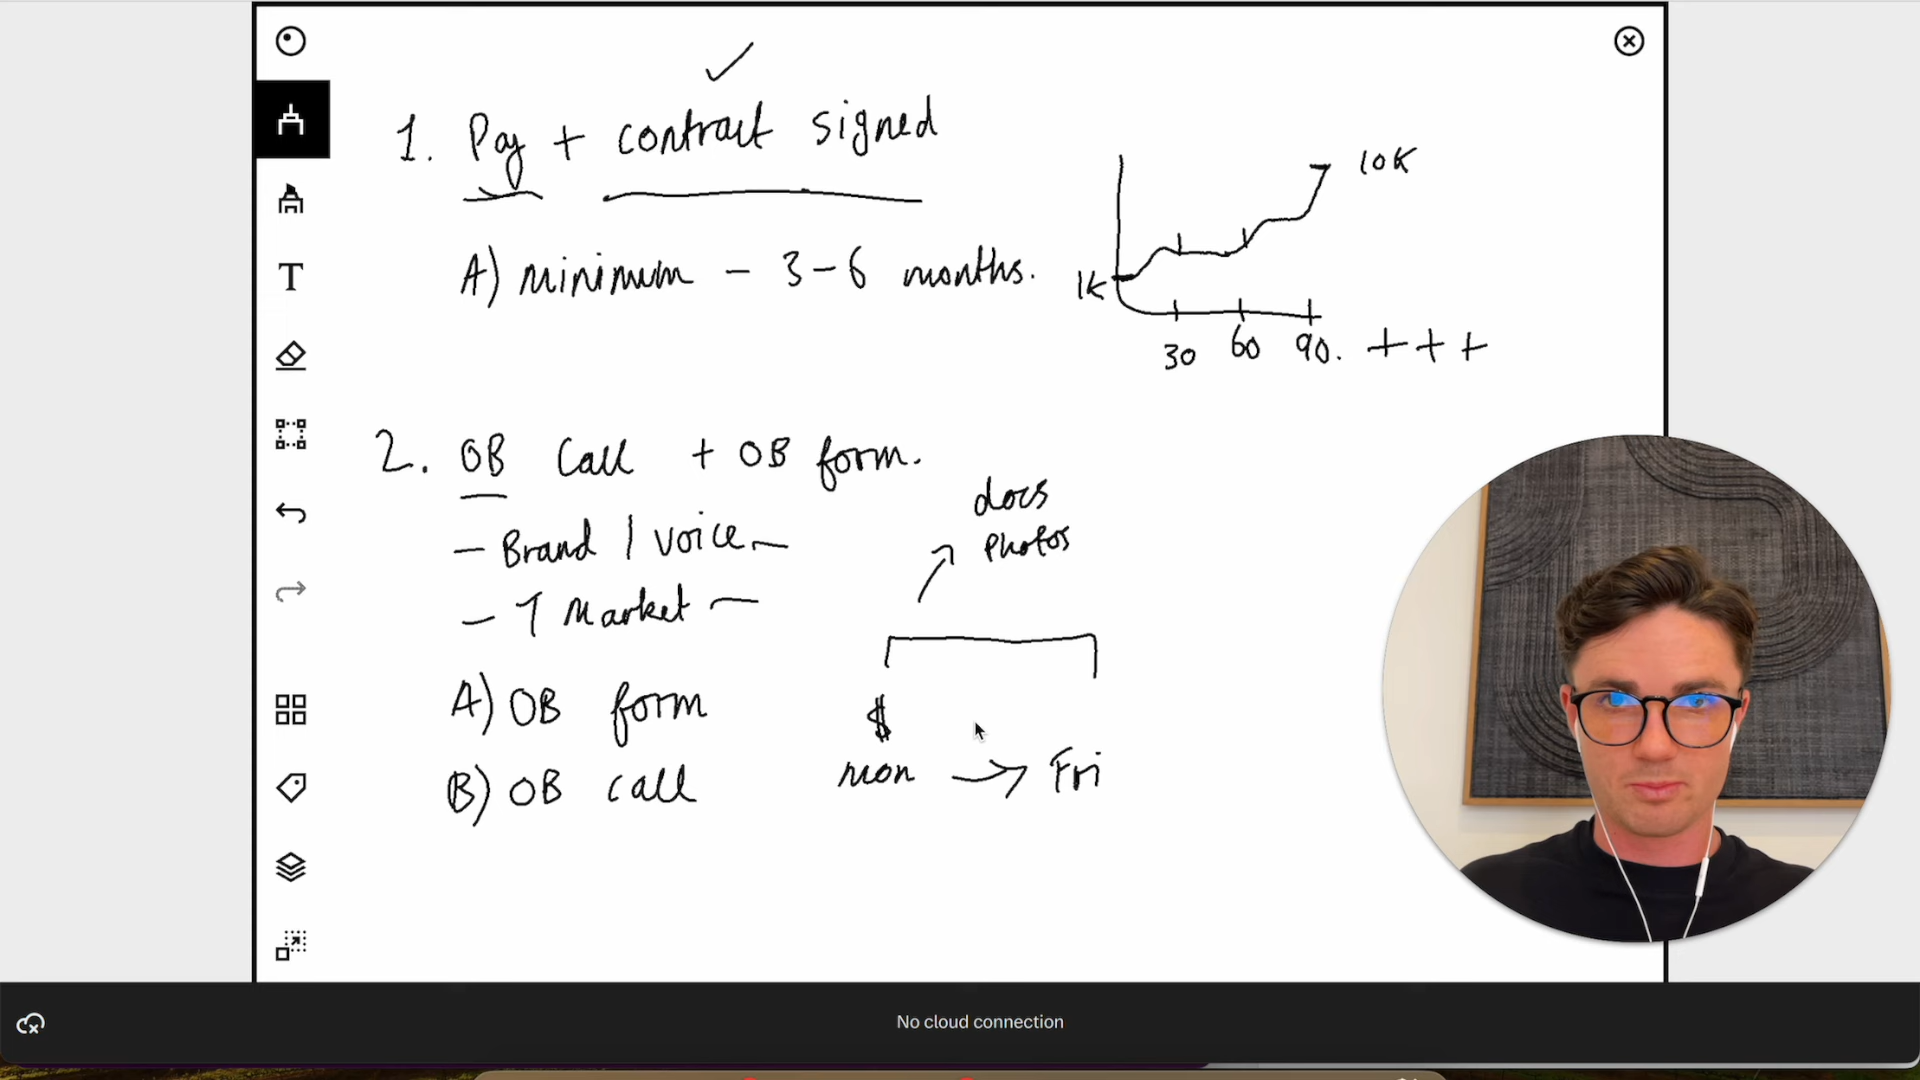 1. Pay + contract signed
A) minimum - 3-6 months.
10K
1K
30 60 90. + + +
2. OB Call + OB form.
- Brand / voice -
- T Market -
docs
Photos
A) OB form
B) OB call
$
mon → Fri
T
No cloud connection